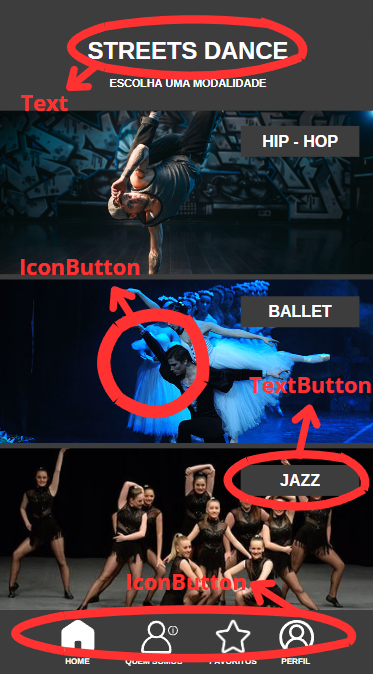 STREETS DANCE
ESCOLHA UMA MODALIDADE
Text
HIP - HOP
IconButton
BALLET
TextButton
JAZZ
IconButton
HOME
QUEM SOMOS
FAVORITOS
PERFIL